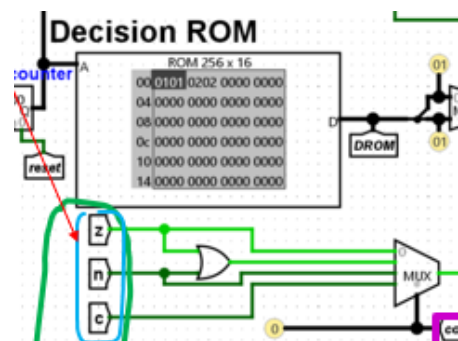 Decision ROM
counter
A
ROM 256 x 16
00 0101 0202 0000 0000
04 0000 0000 0000 0000
08 0000 0000 0000 0000
0c 0000 0000 0000 0000
10 0000 0000 0000 0000
14 0000 0000 0000 0000
D
DROM
01
01
reset
z
n
c
0
MUX
0